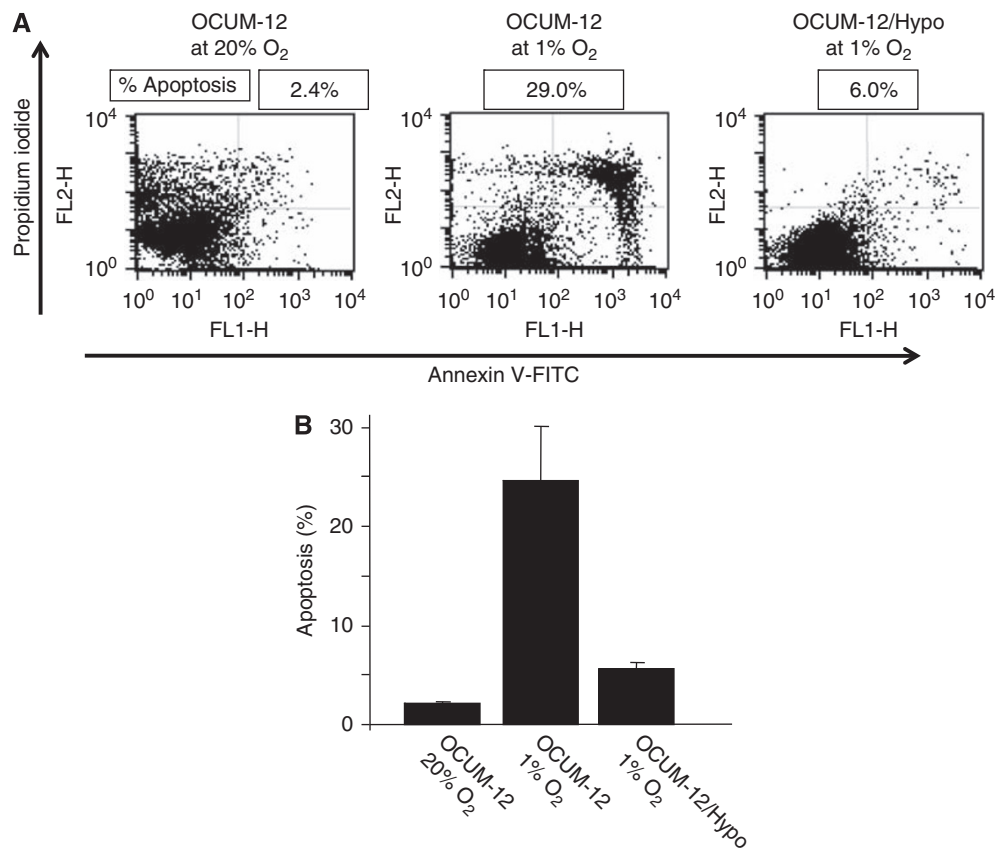 A
OCUM-12
at 20% O2
OCUM-12
at 1% O2
OCUM-12/Hypo
at 1% O2
% Apoptosis
2.4%
29.0%
6.0%
Propidium iodide
10^4
FL2-H
10^0
10^0 10^1 10^2 10^3 10^4
FL1-H
10^4
FL2-H
10^0
10^0 10^1 10^2 10^3 10^4
FL1-H
10^4
FL2-H
10^0
10^0 10^1 10^2 10^3 10^4
FL1-H
Annexin V-FITC
B
Apoptosis (%)
30
20
10
0
OCUM-12
20% O2
OCUM-12
1% O2
OCUM-12/Hypo
1% O2